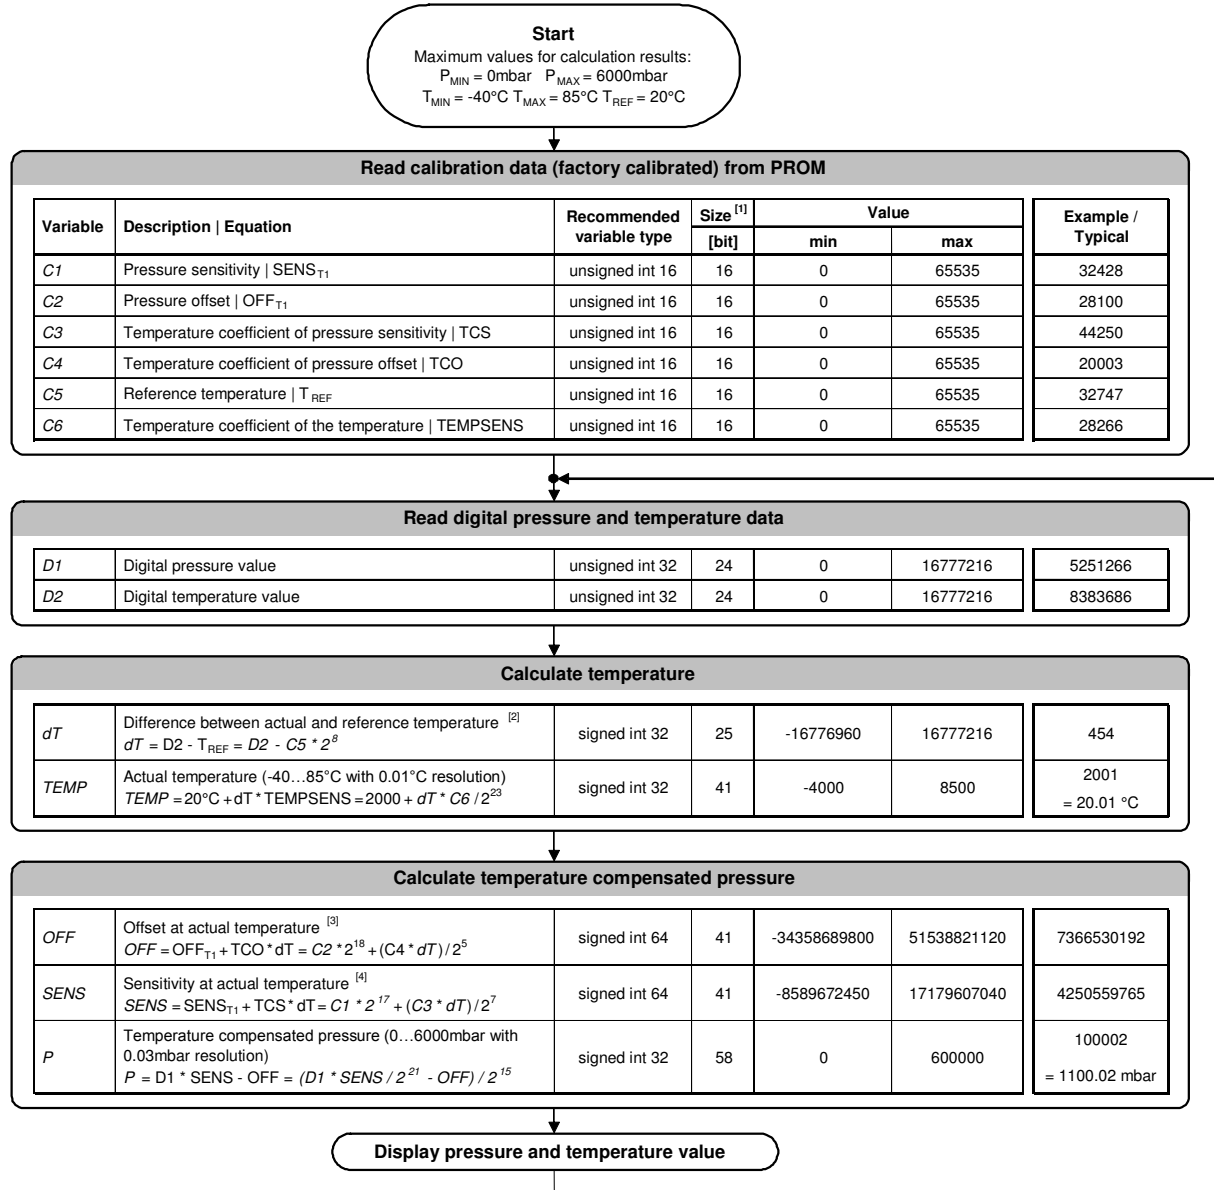 Start
Maximum values for calculation results:
PMIN = 0mbar PMAX = 6000mbar
TMIN = -40°C TMAX = 85°C TREF = 20°C
Read calibration data (factory calibrated) from PROM
Variable Description | Equation Recommended variable type Size [1] [bit] Value min max Example / Typical
C1 Pressure sensitivity | SENST1 unsigned int 16 16 0 65535 32428
C2 Pressure offset | OFFT1 unsigned int 16 16 0 65535 28100
C3 Temperature coefficient of pressure sensitivity | TCS unsigned int 16 16 0 65535 44250
C4 Temperature coefficient of pressure offset | TCO unsigned int 16 16 0 65535 20003
C5 Reference temperature | T REF unsigned int 16 16 0 65535 32747
C6 Temperature coefficient of the temperature | TEMPSENS unsigned int 16 16 0 65535 28266
Read digital pressure and temperature data
D1 Digital pressure value unsigned int 32 24 0 16777216 5251266
D2 Digital temperature value unsigned int 32 24 0 16777216 8383686
Calculate temperature
Difference between actual and reference temperature [2]
dT signed int 32 25 -16776960 16777216 454
dT = D2 - TREF = D2 - C5 * 2^8
Actual temperature (-40…85°C with 0.01°C resolution) 2001
TEMP signed int 32 41 -4000 8500
TEMP = 20°C + dT * TEMPSENS = 2000 + dT * C6 / 2^23 = 20.01 °C
Calculate temperature compensated pressure
Offset at actual temperature [3]
OFF signed int 64 41 -34358689800 51538821120 7366530192
OFF = OFFT1 + TCO * dT = C2 * 2^18 + (C4 * dT) / 2^5
Sensitivity at actual temperature [4]
SENS signed int 64 41 -8589672450 17179607040 4250559765
SENS = SENST1 + TCS * dT = C1 * 2^17 + (C3 * dT) / 2^7
Temperature compensated pressure (0…6000mbar with 100002
0.03mbar resolution)
P signed int 32 58 0 600000
P = D1 * SENS - OFF = (D1 * SENS / 2^21 - OFF) / 2^15 = 1100.02 mbar
Display pressure and temperature value